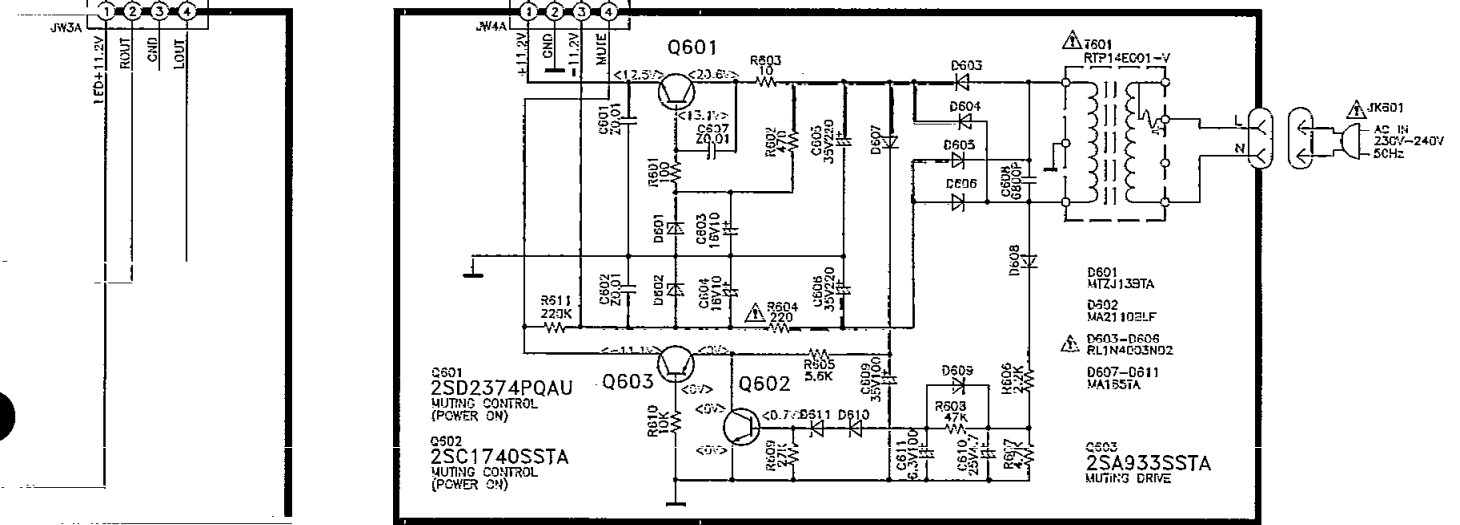 1 2 3 4
JW3A
LED+11.2V
ROUT
GND
LOUT
1 2 3 4
JW4A
+11.2V
GND
-11.2V
MUTE
Q601
<12.5V>
<20.6V>
<13.1V>
R603
10
C601
Z0.01
C607
Z0.01
R601
100
R602
470
C605
35V220
D607
D603
D604
D605
D606
C608
6800P
T601
RTP14E001-V
L
N
JK601
AC IN
230V-240V
50Hz
D601
C603
16V10
C602
Z0.01
D602
C604
16V10
C606
35V220
D608
R611
220K
R604
220
D601
MTZJ13BTA
D602
MA2110BLF
D603-D606
RL1N4003N02
D607-D611
MA165TA
<-11.1V>
<0V>
Q603
<0V>
R605
5.6K
Q602
C609
35V100
D609
R606
2.2K
Q601
2SD2374PQAU
MUTING CONTROL
(POWER ON)
R610
10K
<0V>
<0.7V>
D611
D610
R608
47K
Q602
2SC1740SSTA
MUTING CONTROL
(POWER ON)
<0V>
R609
27K
C611
6.3V100
C610
25V4.7
R607
4.7K
Q603
2SA933SSTA
MUTING DRIVE